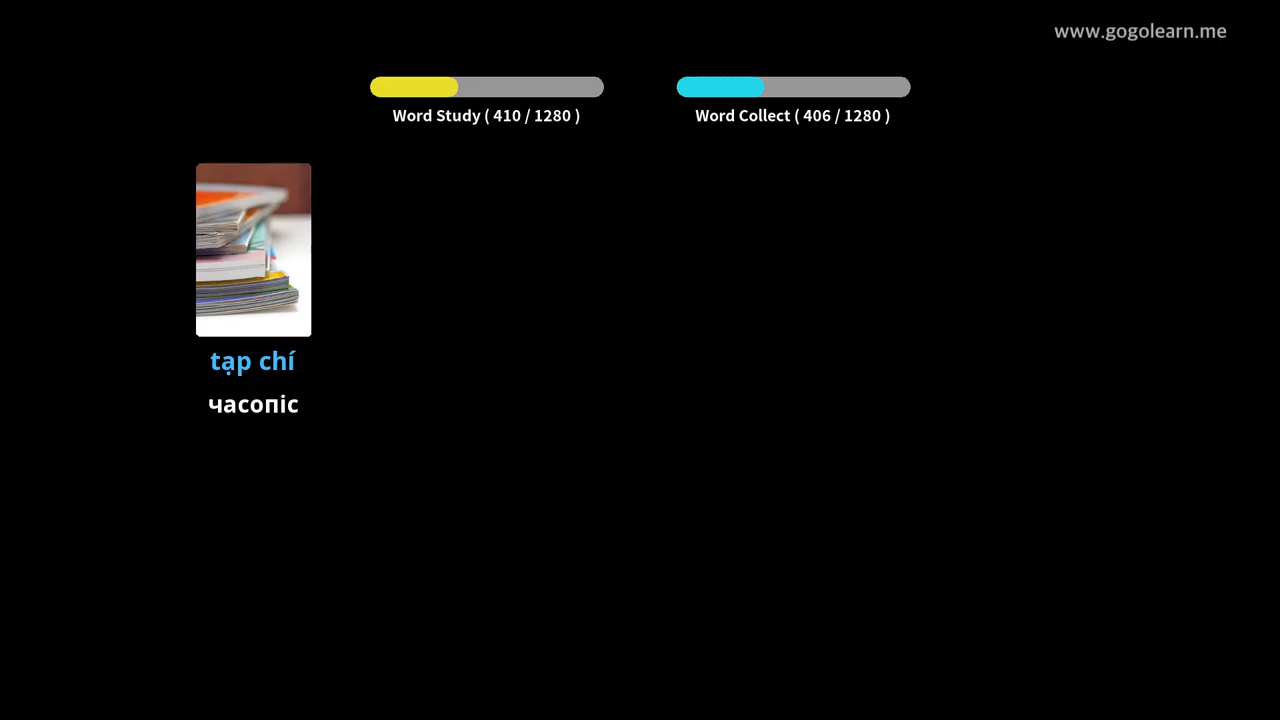 www.gogolearn.me
Word Study ( 410 / 1280 )
Word Collect ( 406 / 1280 )
tạp chí
часопіс